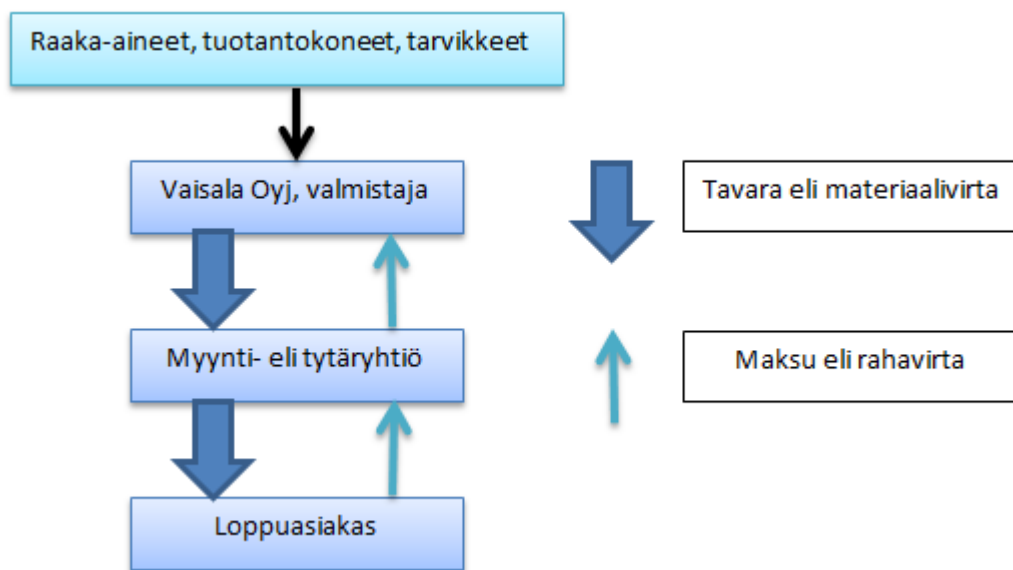 Raaka-aineet, tuotantokoneet, tarvikkeet
Vaisala Oyj, valmistaja
Tavara eli materiaalivirta
Myynti- eli tytäryhtiö
Maksu eli rahavirta
Loppuasiakas